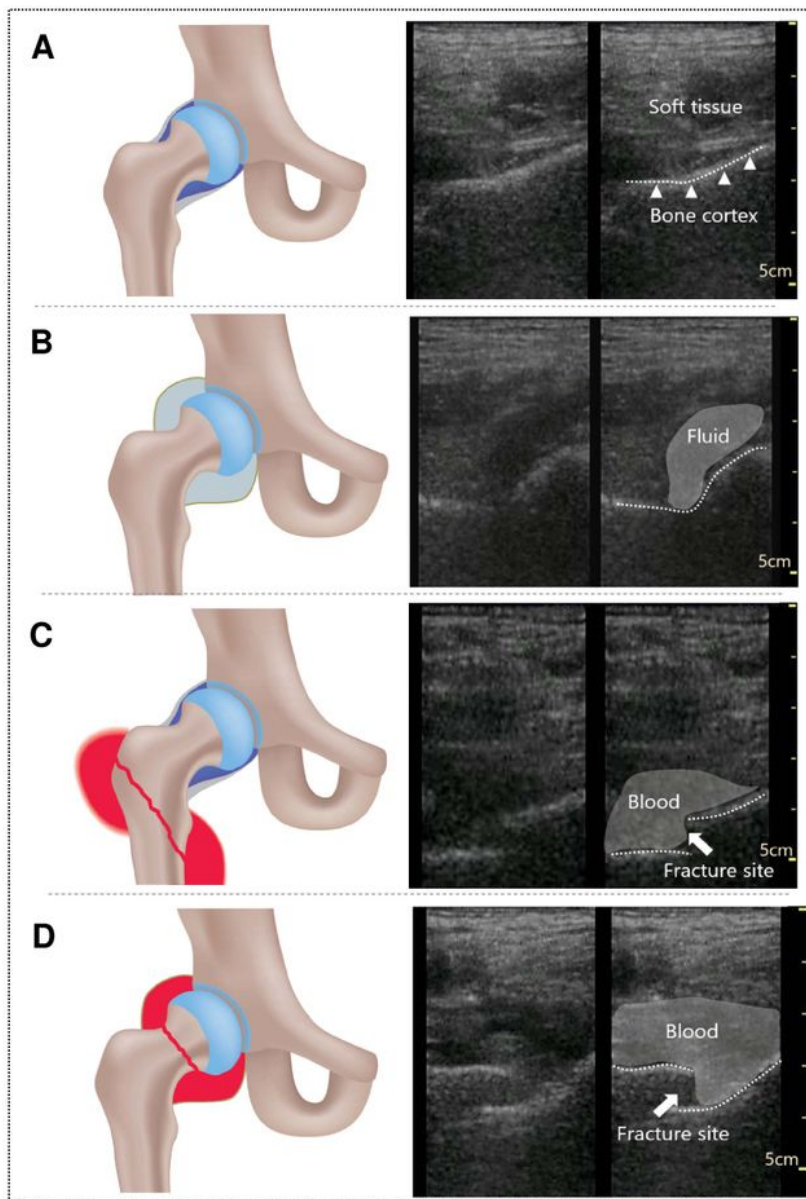 A
Soft tissue
Bone cortex
5cm
B
Fluid
5cm
C
Blood
5cm
Fracture site
D
Blood
Fracture site
5cm